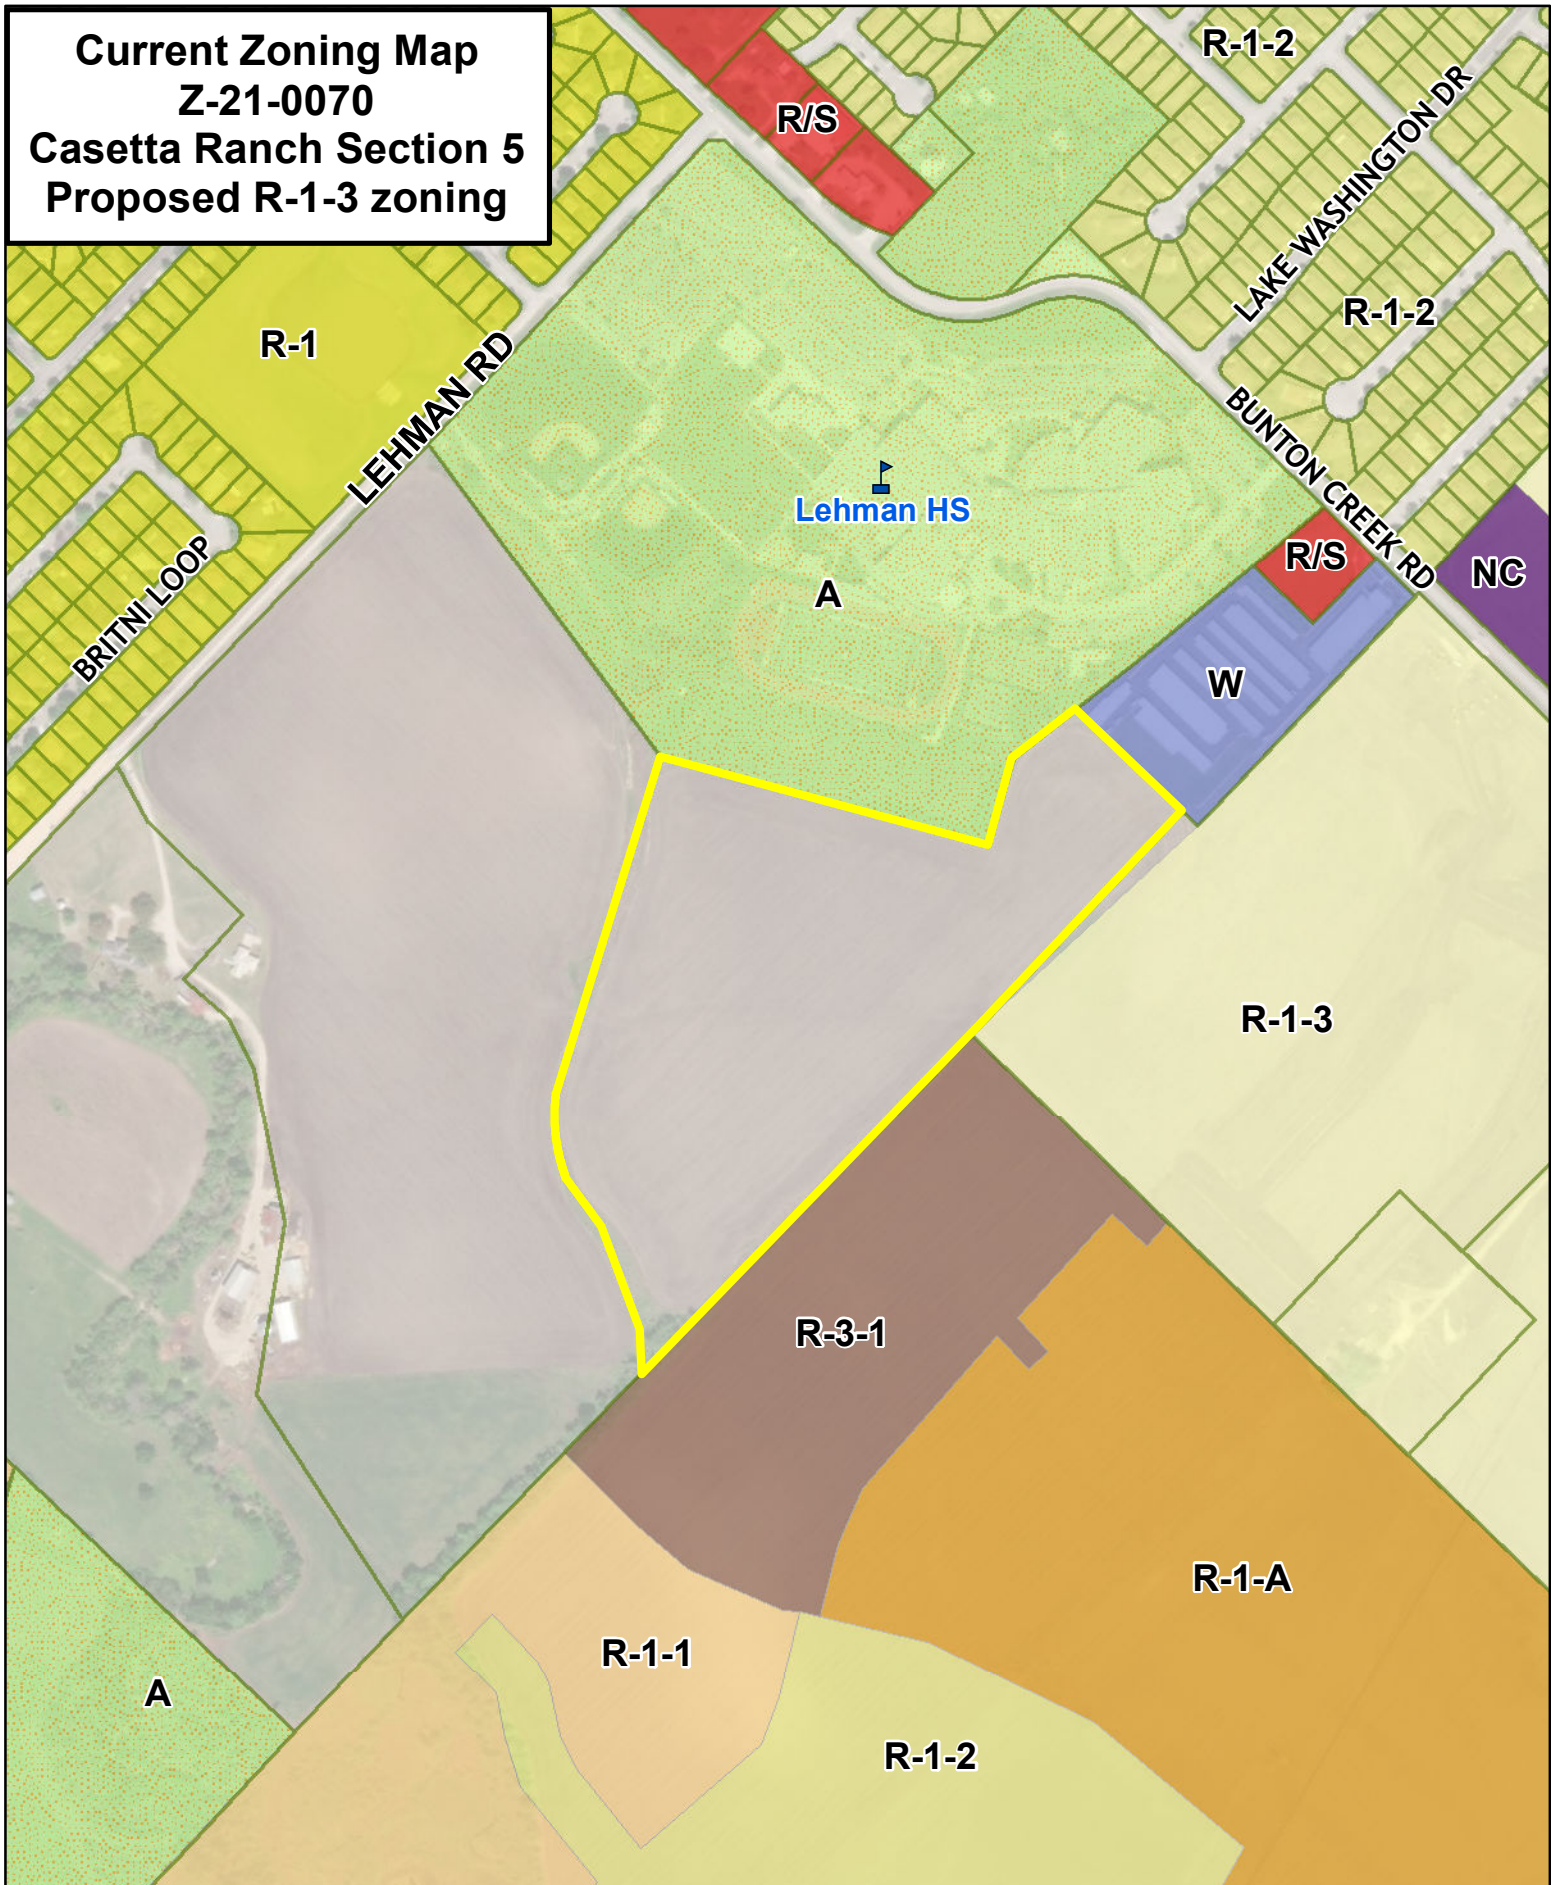 Current Zoning Map
Z-21-0070
Casetta Ranch Section 5
Proposed R-1-3 zoning
R-1-2
R/S
LAKE WASHINGTON DR
R-1-2
R-1
LEHMAN RD
BUNTON CREEK RD
Lehman HS
R/S
NC
A
BRITNI LOOP
W
R-1-3
R-3-1
R-1-A
R-1-1
A
R-1-2